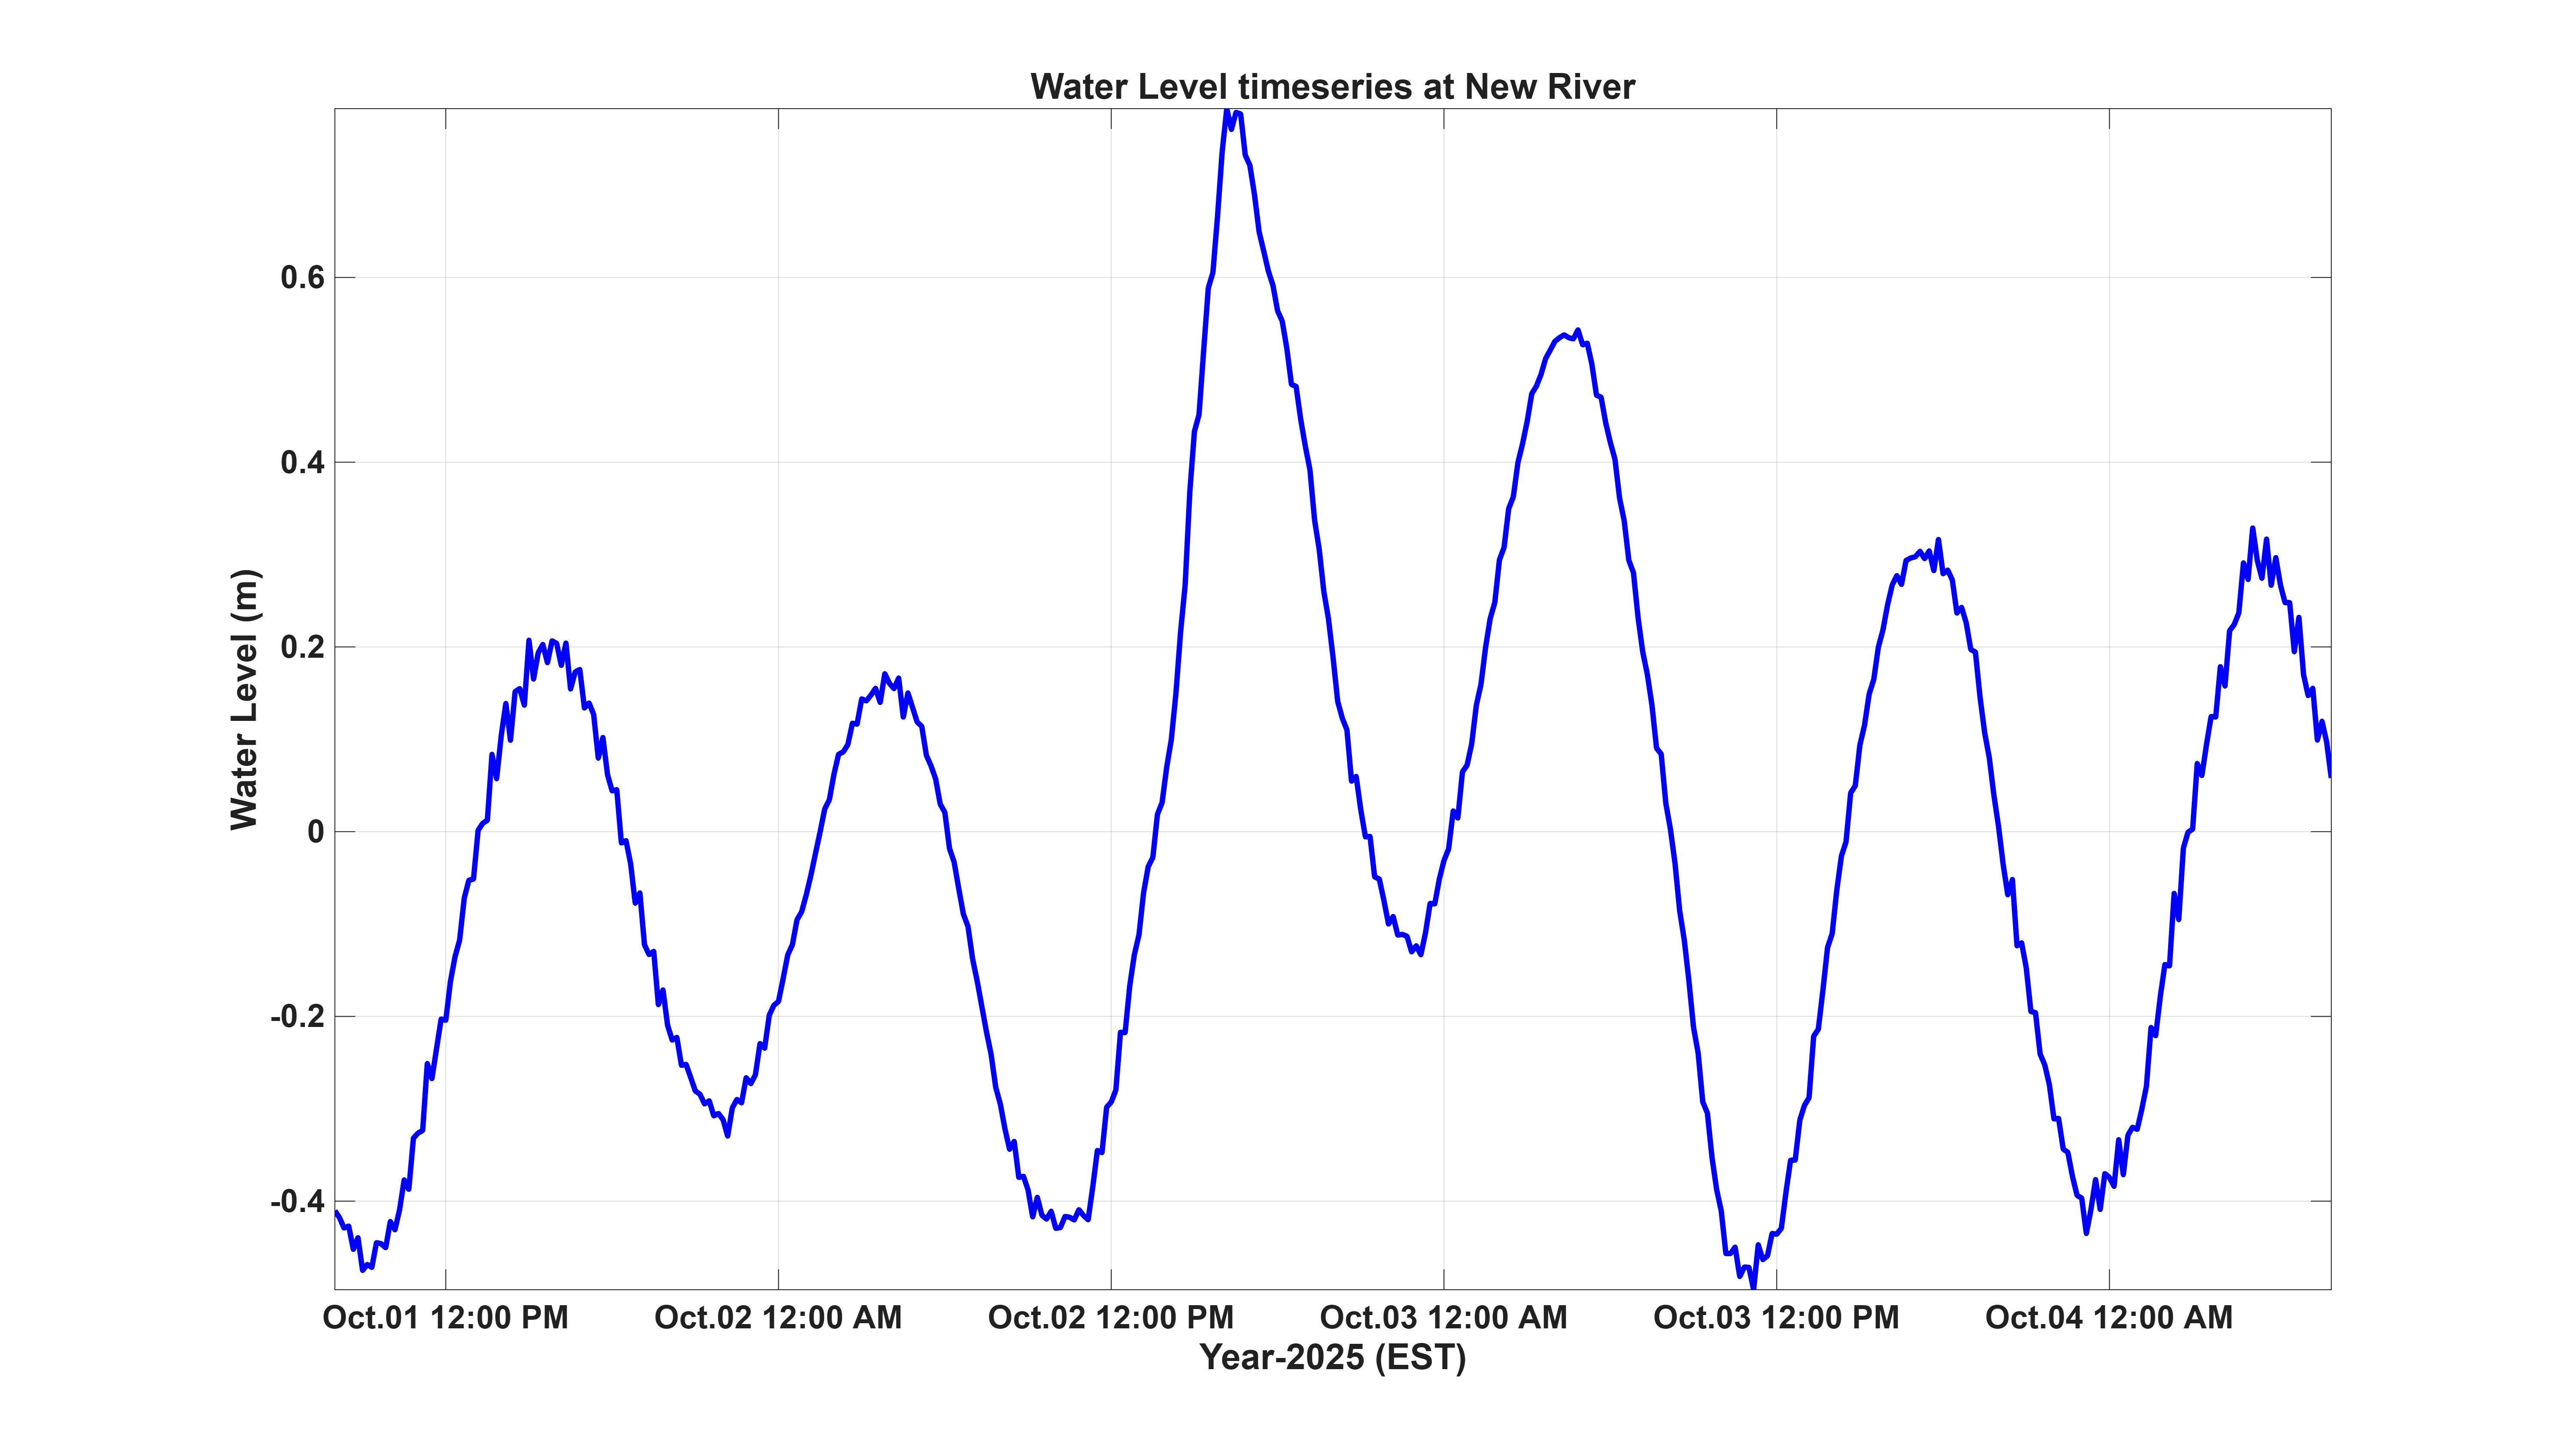 Water Level timeseries at New River
0.6
0.4
0.2
0
-0.2
-0.4
Water Level (m)
Oct.01 12:00 PM Oct.02 12:00 AM Oct.02 12:00 PM Oct.03 12:00 AM Oct.03 12:00 PM Oct.04 12:00 AM
Year-2025 (EST)